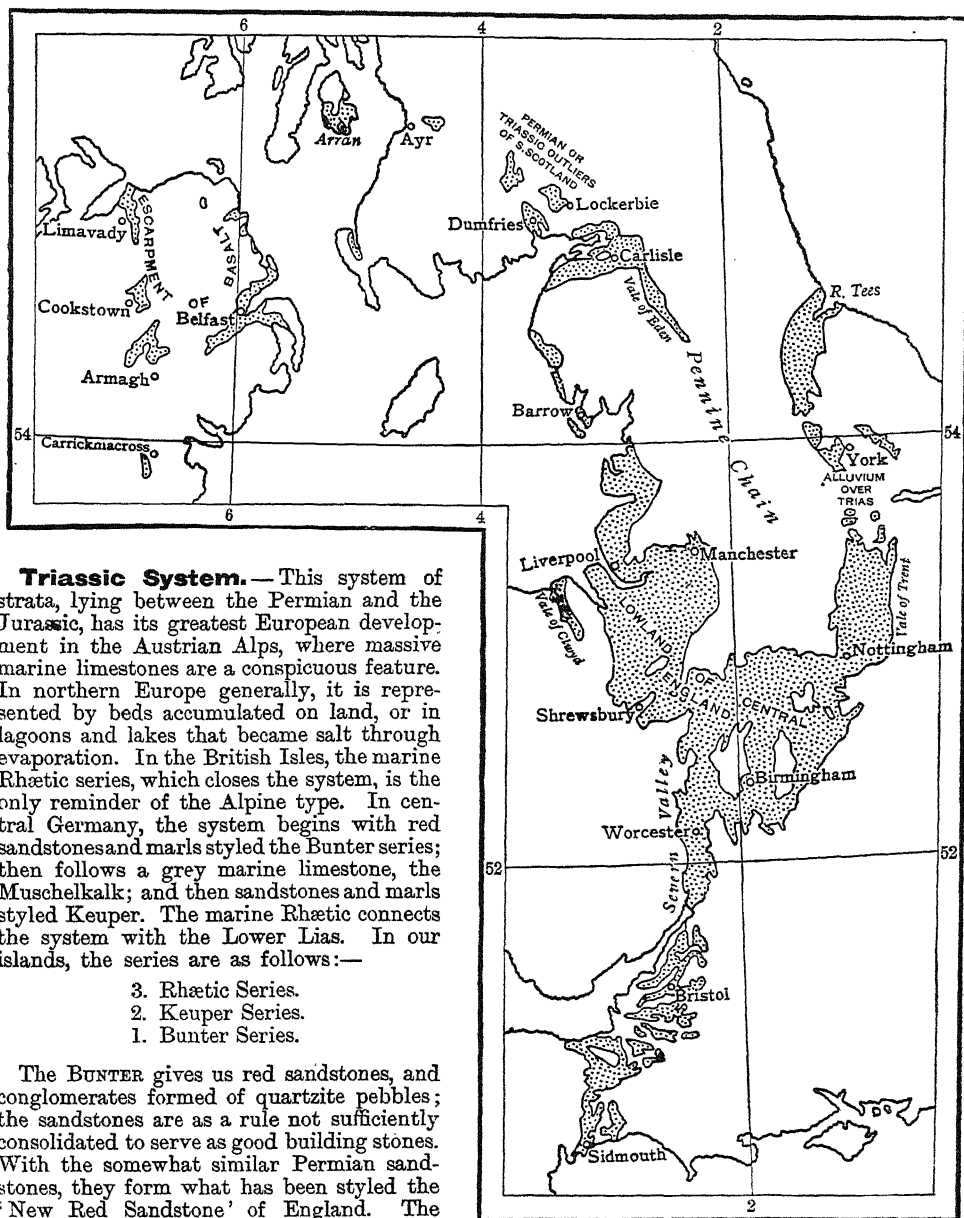 6
4
2
Arran
Ayr
PERMIAN OR
TRIASSIC OUTLIERS
OF S. SCOTLAND
Lockerbie
Dumfries
Limavady
ESCARPMENT
OF
BASALT
Carlisle
Vale of Eden
R. Tees
Cookstown
Belfast
Armagh
Pennine
Chain
Barrow
54
54
Carrickmacross
York
ALLUVIUM
OVER
TRIAS
6
4
Liverpool
Manchester
Vale of Clwyd
LOWLAND
OF
CENTRAL
ENGLAND
Vale of Trent
Nottingham
Shrewsbury
Birmingham
Worcester
Severn Valley
52
52
Bristol
Sidmouth
2
Triassic System.—This system of
strata, lying between the Permian and the
Jurassic, has its greatest European develop-
ment in the Austrian Alps, where massive
marine limestones are a conspicuous feature.
In northern Europe generally, it is repre-
sented by beds accumulated on land, or in
lagoons and lakes that became salt through
evaporation. In the British Isles, the marine
Rhætic series, which closes the system, is the
only reminder of the Alpine type. In cen-
tral Germany, the system begins with red
sandstones and marls styled the Bunter series;
then follows a grey marine limestone, the
Muschelkalk; and then sandstones and marls
styled Keuper. The marine Rhætic connects
the system with the Lower Lias. In our
islands, the series are as follows:—
3. Rhætic Series.
2. Keuper Series.
1. Bunter Series.
The BUNTER gives us red sandstones, and
conglomerates formed of quartzite pebbles;
the sandstones are as a rule not sufficiently
consolidated to serve as good building stones.
With the somewhat similar Permian sand-
stones, they form what has been styled the
'New Red Sandstone' of England. The